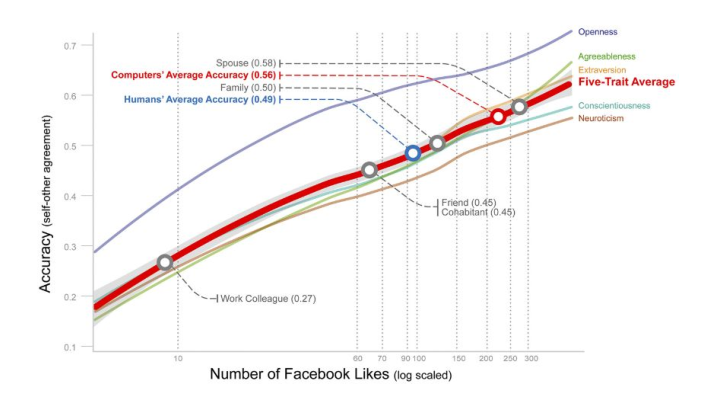 Openness
0.7
Agreeableness
Spouse (0.58)
Extraversion
Computers' Average Accuracy (0.56)
Five-Trait Average
Family (0.50)
0.6
Humans' Average Accuracy (0.49)
Conscientiousness
Neuroticism
0.5
Accuracy (self-other agreement)
0.4
Friend (0.45)
Cohabitant (0.45)
0.3
0.2
Work Colleague (0.27)
0.1
10 60 70 90 100 150 200 250 300
Number of Facebook Likes (log scaled)